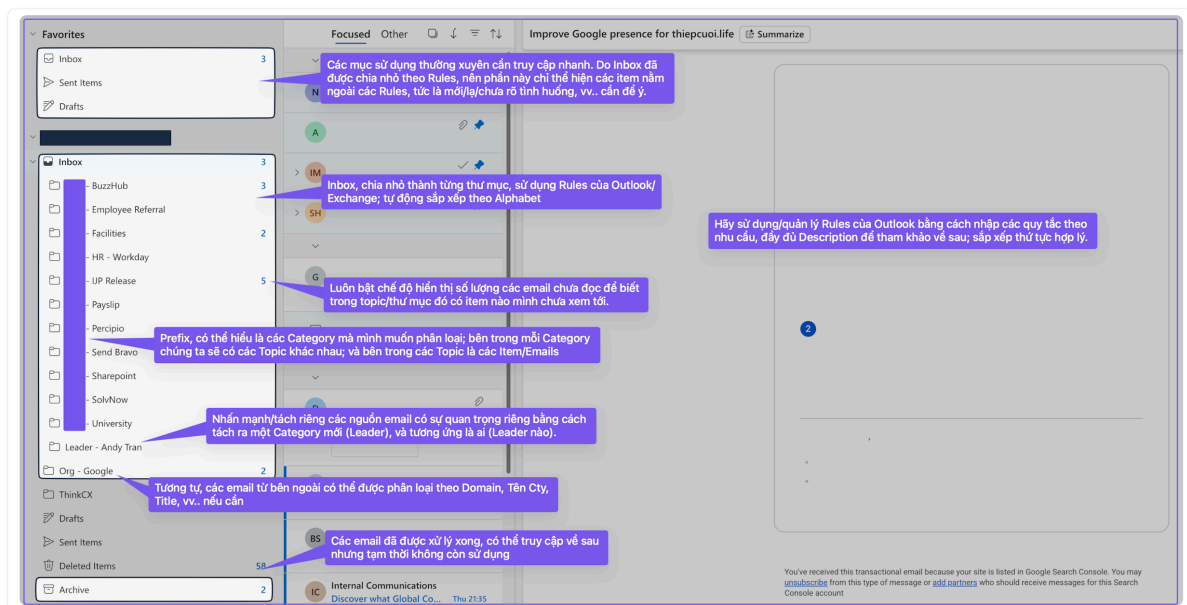 Favorites
Inbox 3
Sent Items
Drafts
Inbox 3
- BuzzHub 3
- Employee Referral
- Facilities 2
- HR - Workday
- IJP Release 5
- Payslip
- Percipio
- Send Bravo
- Sharepoint
- SolvNow
- University
Leader - Andy Tran
Org - Google 2
ThinkCX
Drafts
Sent Items
Deleted Items 58
Archive 2
Focused Other
N
A
IM
SH
G
BS
IC
Internal Communications
Discover what Global Co... Thu 21:35
Improve Google presence for thiepcuoi.life Summarize
Các mục sử dụng thường xuyên cần truy cập nhanh. Do Inbox đã
được chia nhỏ theo Rules, nên phần này chỉ thể hiện các item nằm
ngoài các Rules, tức là mới/lạ/chưa rõ tình huống, vv.. cần để ý.
Inbox, chia nhỏ thành từng thư mục, sử dụng Rules của Outlook/
Exchange; tự động sắp xếp theo Alphabet
Hãy sử dụng/quản lý Rules của Outlook bằng cách nhập các quy tắc theo
nhu cầu, đầy đủ Description để tham khảo về sau; sắp xếp thứ tực hợp lý.
Luôn bật chế độ hiển thị số lượng các email chưa đọc để biết
trong topic/thư mục đó có item nào mình chưa xem tới.
Prefix, có thể hiểu là các Category mà mình muốn phân loại; bên trong mỗi Category
chúng ta sẽ có các Topic khác nhau; và bên trong các Topic là các Item/Emails
2
Nhấn mạnh/tách riêng các nguồn email có sự quan trọng riêng bằng cách
tách ra một Category mới (Leader), và tương ứng là ai (Leader nào).
Tương tự, các email từ bên ngoài có thể được phân loại theo Domain, Tên Cty,
Title, vv.. nếu cần
Các email đã được xử lý xong, có thể truy cập về sau
nhưng tạm thời không còn sử dụng
You've received this transactional email because your site is listed in Google Search Console. You may
unsubscribe from this type of message or add partners who should receive messages for this Search
Console account